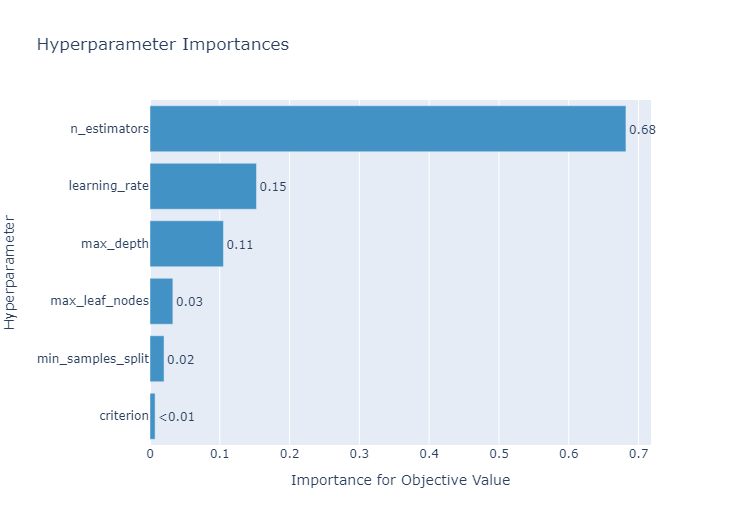 Hyperparameter Importances
Hyperparameter
n_estimators 0.68
learning_rate 0.15
max_depth 0.11
max_leaf_nodes 0.03
min_samples_split 0.02
criterion <0.01
0 0.1 0.2 0.3 0.4 0.5 0.6 0.7
Importance for Objective Value